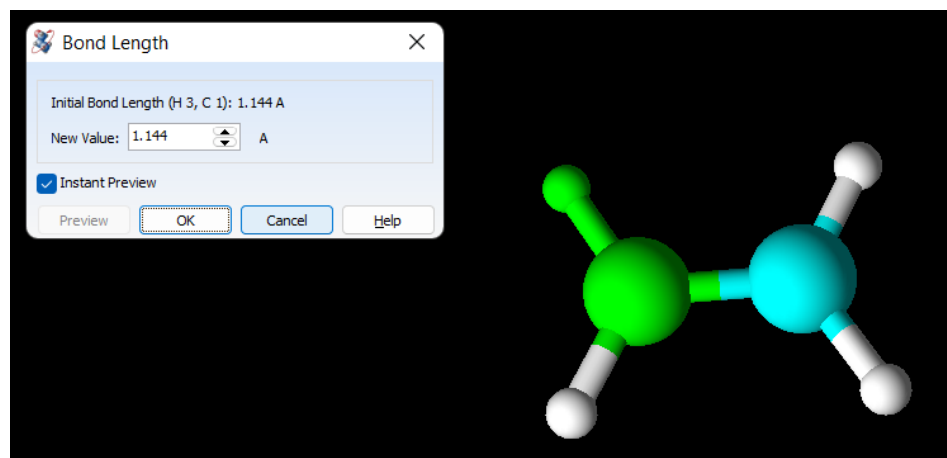 Bond Length
Initial Bond Length (H 3, C 1): 1.144 A
New Value: 1.144 A
Instant Preview
Preview OK Cancel Help